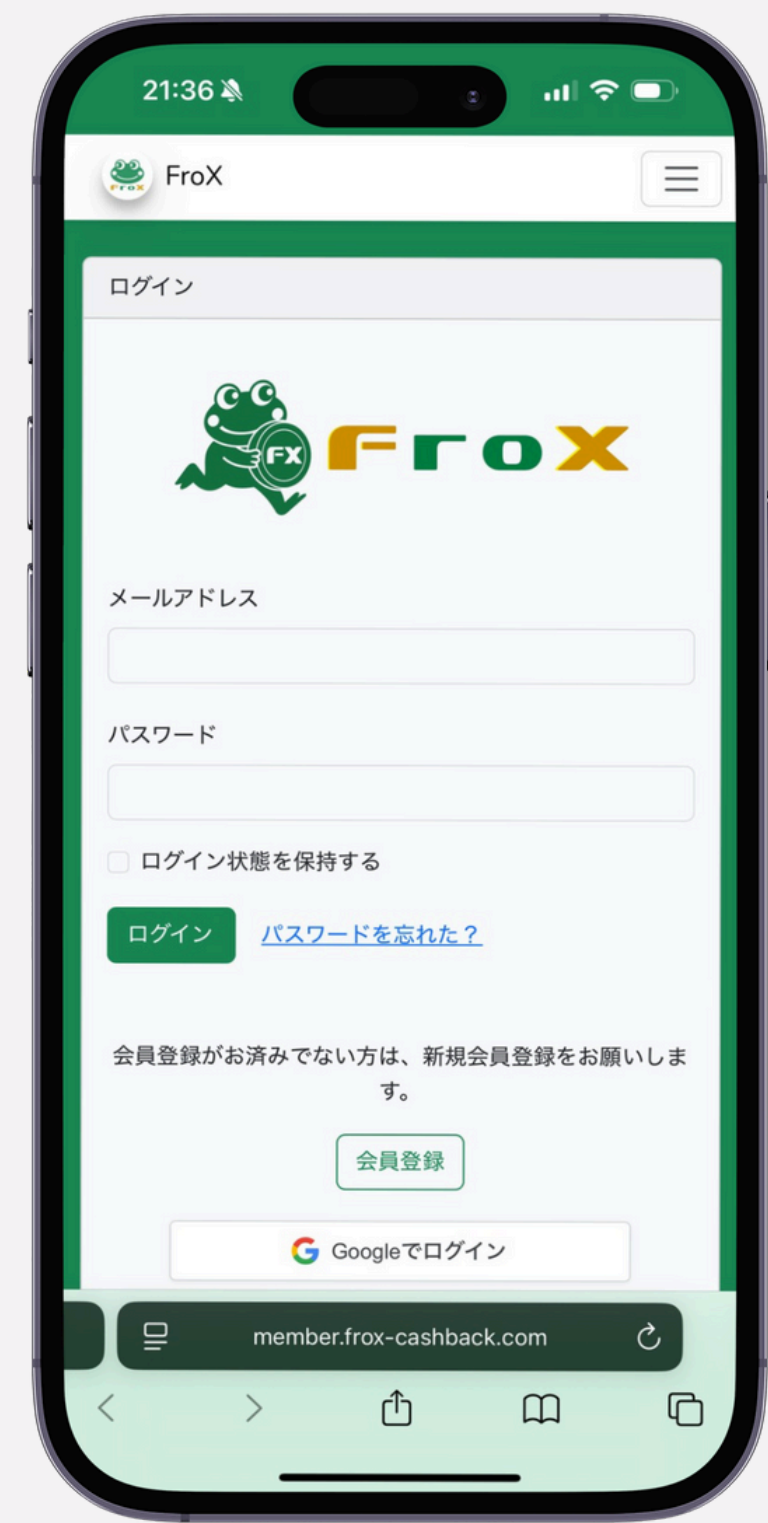 21:36
FroX
FroX
ログイン
FX
FroX
メールアドレス
パスワード
ログイン状態を保持する
ログイン パスワードを忘れた？
会員登録がお済みでない方は、新規会員登録をお願いしま
す。
会員登録
G Googleでログイン
member.frox-cashback.com